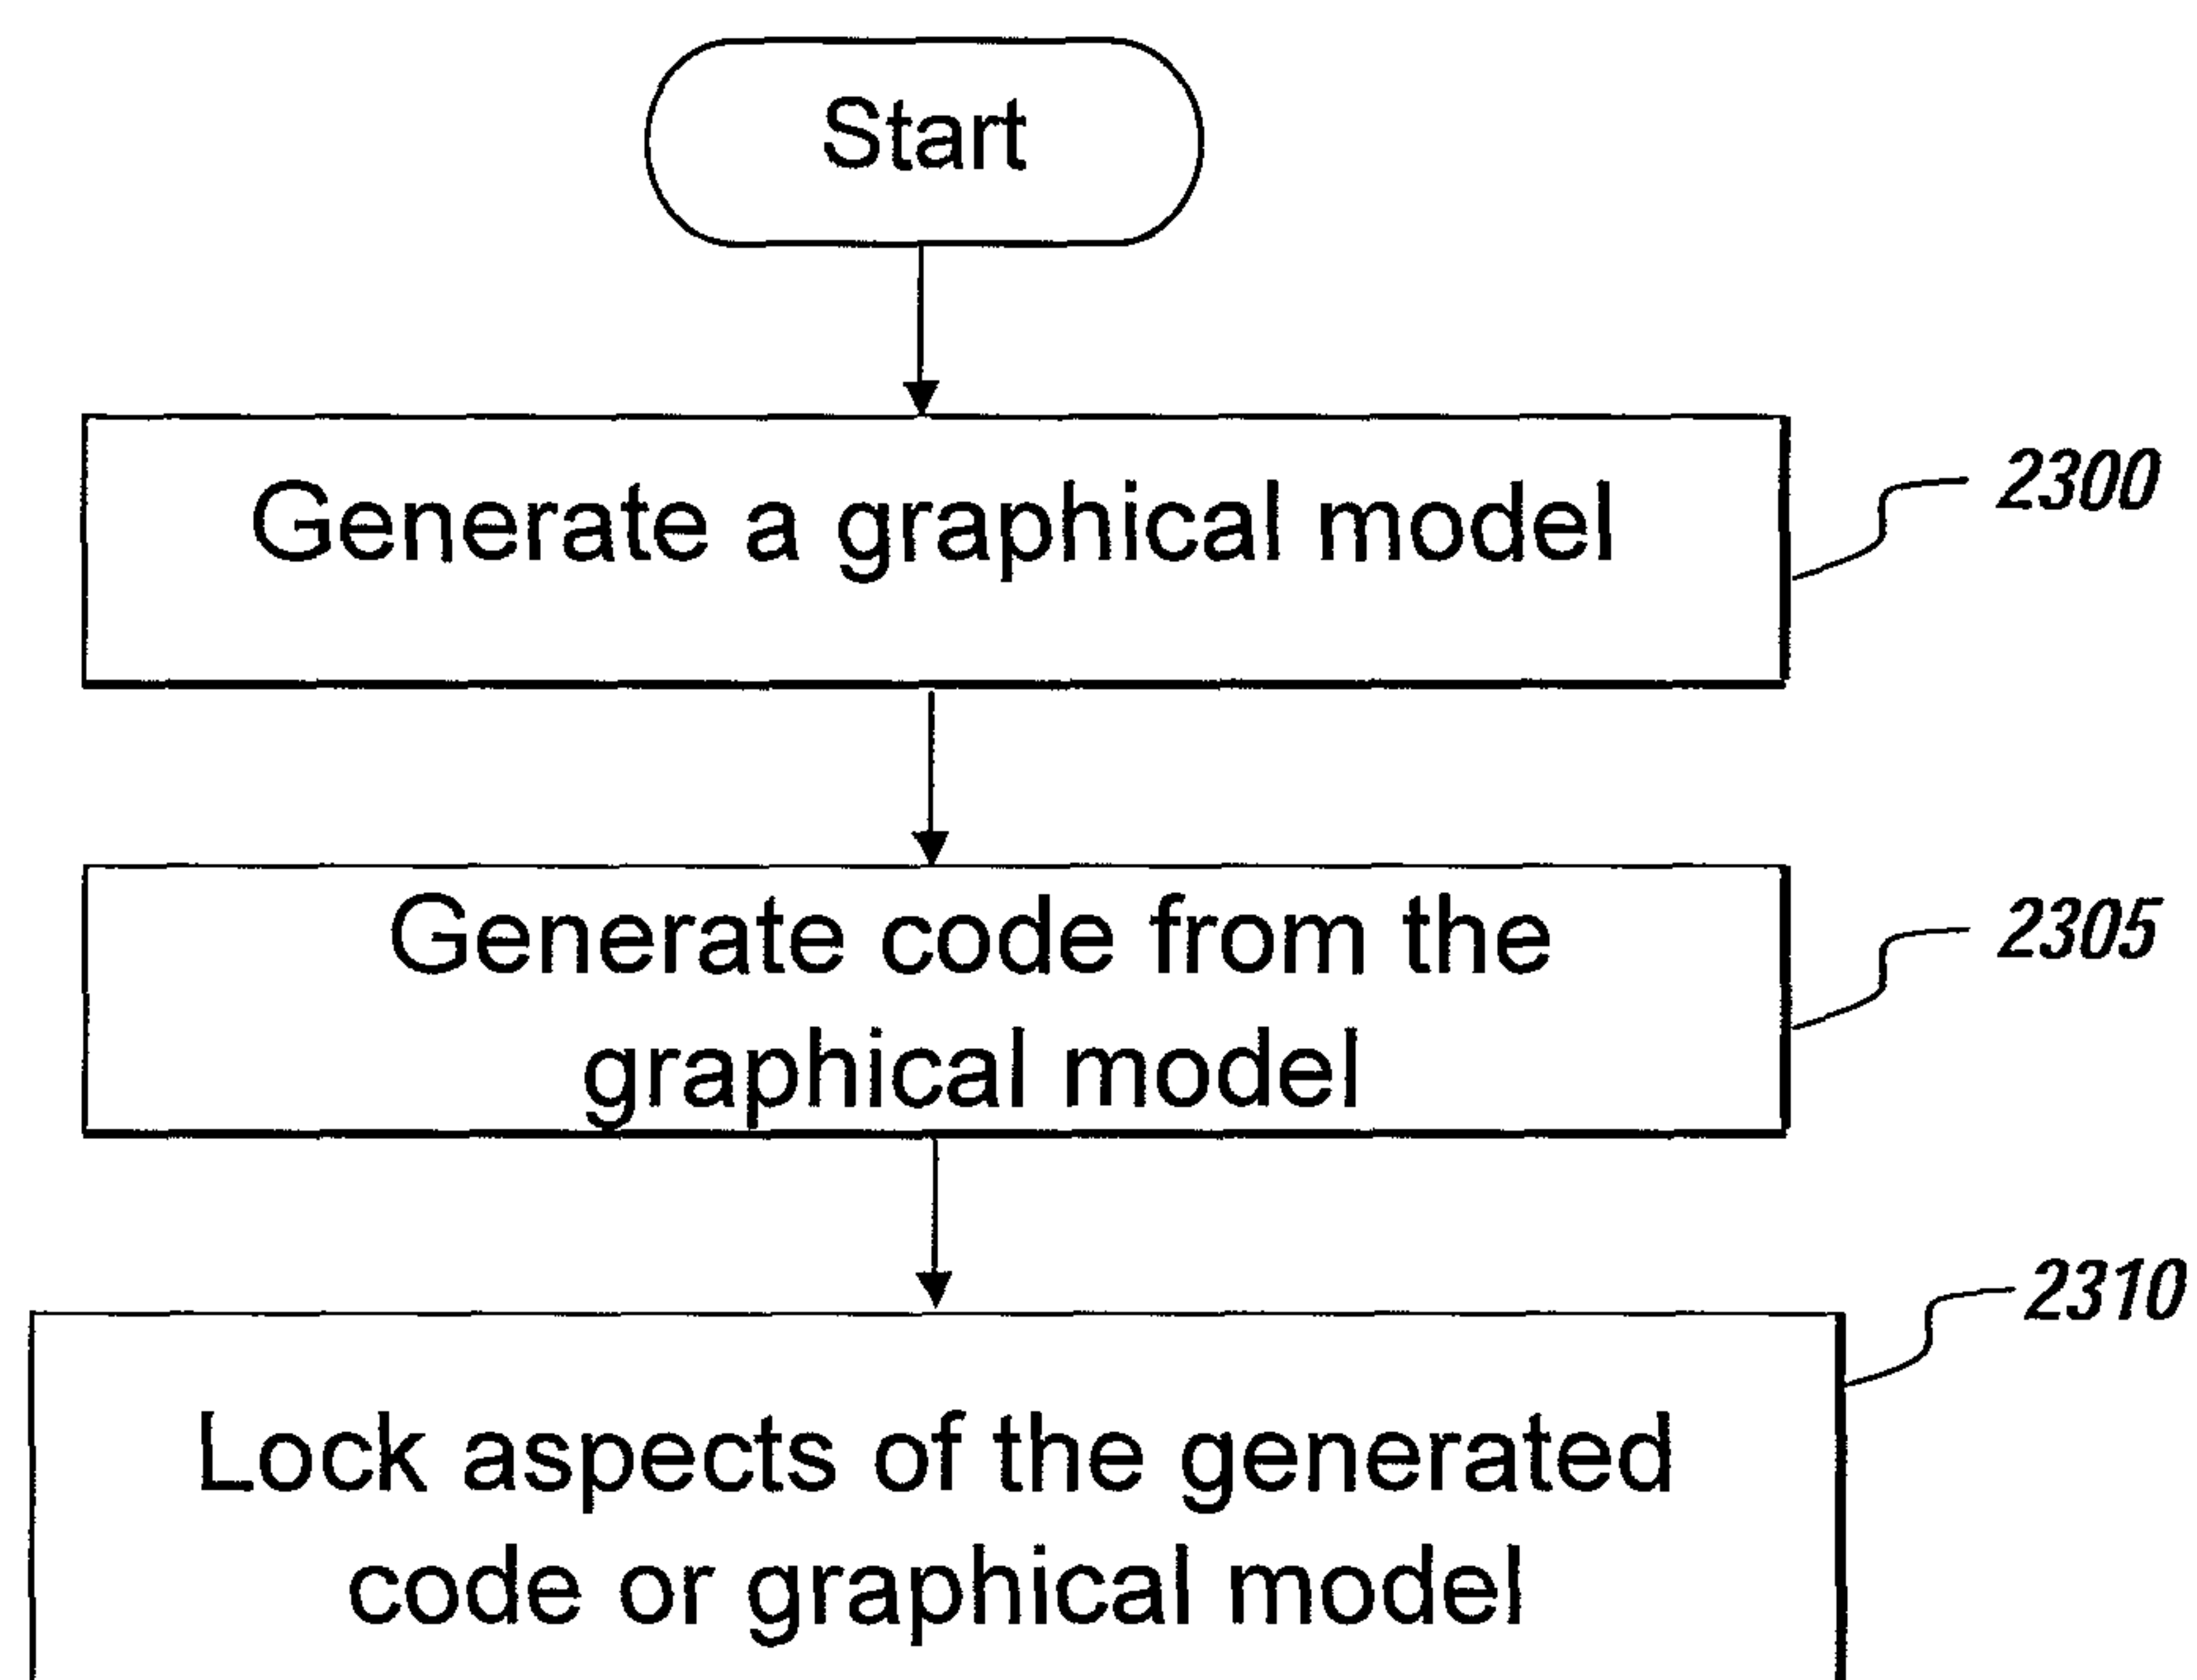 Start
Generate a graphical model
2300
Generate code from the
graphical model
2305
2310
Lock aspects of the generated
code or graphical model